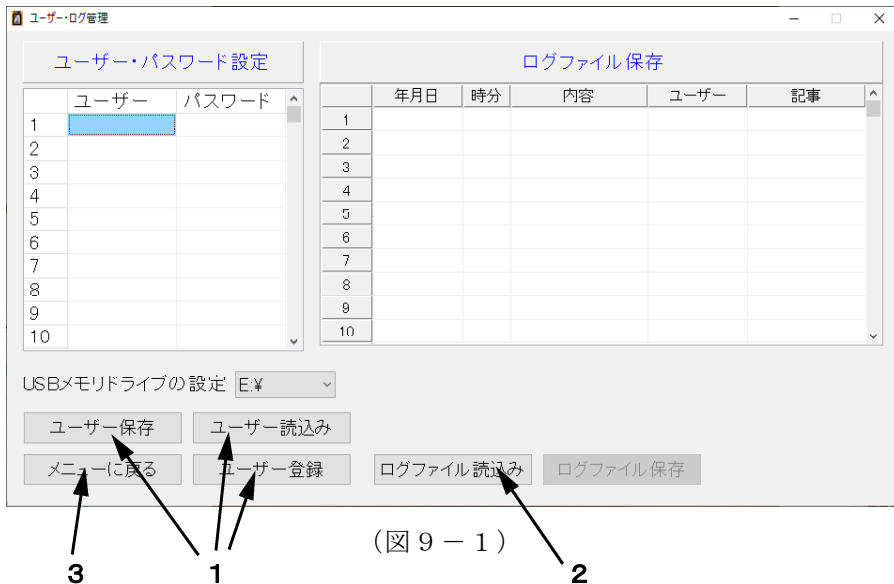 ユーザー・ログ管理
ユーザー・パスワード設定
ログファイル保存
ユーザー パスワード
1
2
3
4
5
6
7
8
9
10
年月日 時分 内容 ユーザー 記事
1
2
3
4
5
6
7
8
9
10
USBメモリドライブの設定 E:¥
ユーザー保存 ユーザー読込み
メニューに戻る ユーザー登録 ログファイル読込み ログファイル保存
(図9-1)
3 1 2